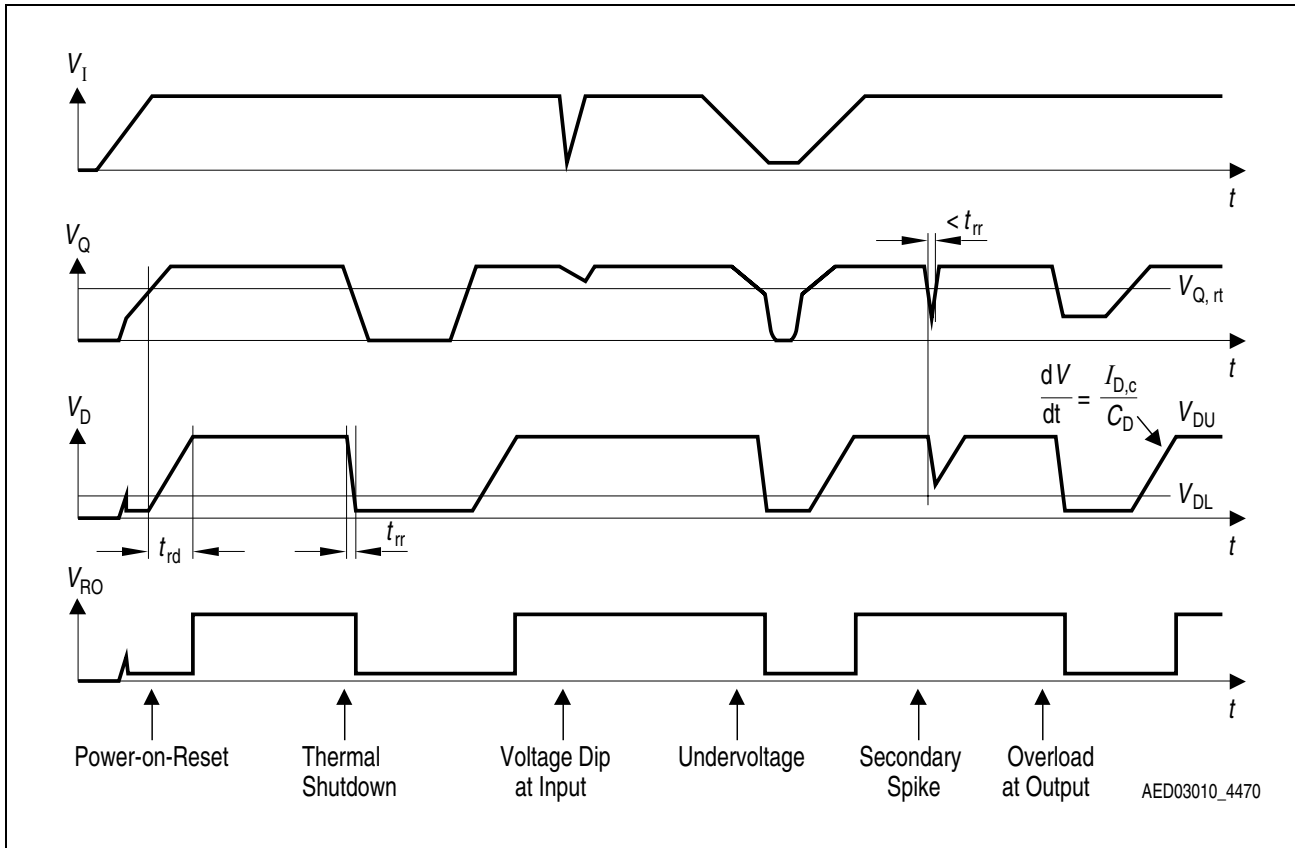 V_I
t
< t_rr
V_Q
V_Q, rt
t
dV/dt = I_D,c/C_D
V_D
V_DU
V_DL
t_rd
t_rr
t
V_RO
t
Power-on-Reset
Thermal
Shutdown
Voltage Dip
at Input
Undervoltage
Secondary
Spike
Overload
at Output
AED03010_4470